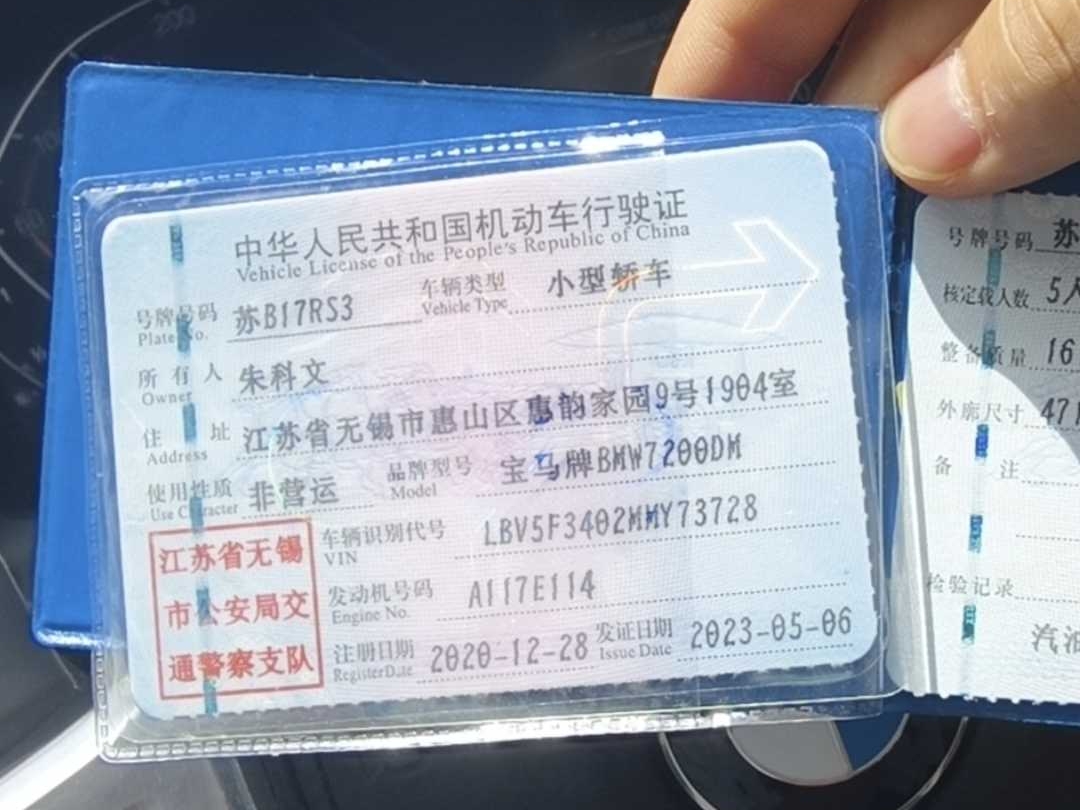 中华人民共和国机动车行驶证
Vehicle License of the People's Republic of China
号牌号码 苏B17RS3 车辆类型 小型轿车
Plate No. Vehicle Type
所有人 朱科文
Owner
住址 江苏省无锡市惠山区惠韵家园9号1904室
Address
使用性质 非营运 品牌型号 宝马牌BMW7200DM
Use Character Model
江苏省无锡
市公安局交
通警察支队
车辆识别代号 LBV5F3402MMY73728
VIN
发动机号码 A117E114
Engine No.
注册日期 2020-12-28 发证日期 2023-05-06
Register Date Issue Date
号牌号码 苏
核定载人数 5人
整备质量 16
外廓尺寸 471
备注
检验记录
汽油
200